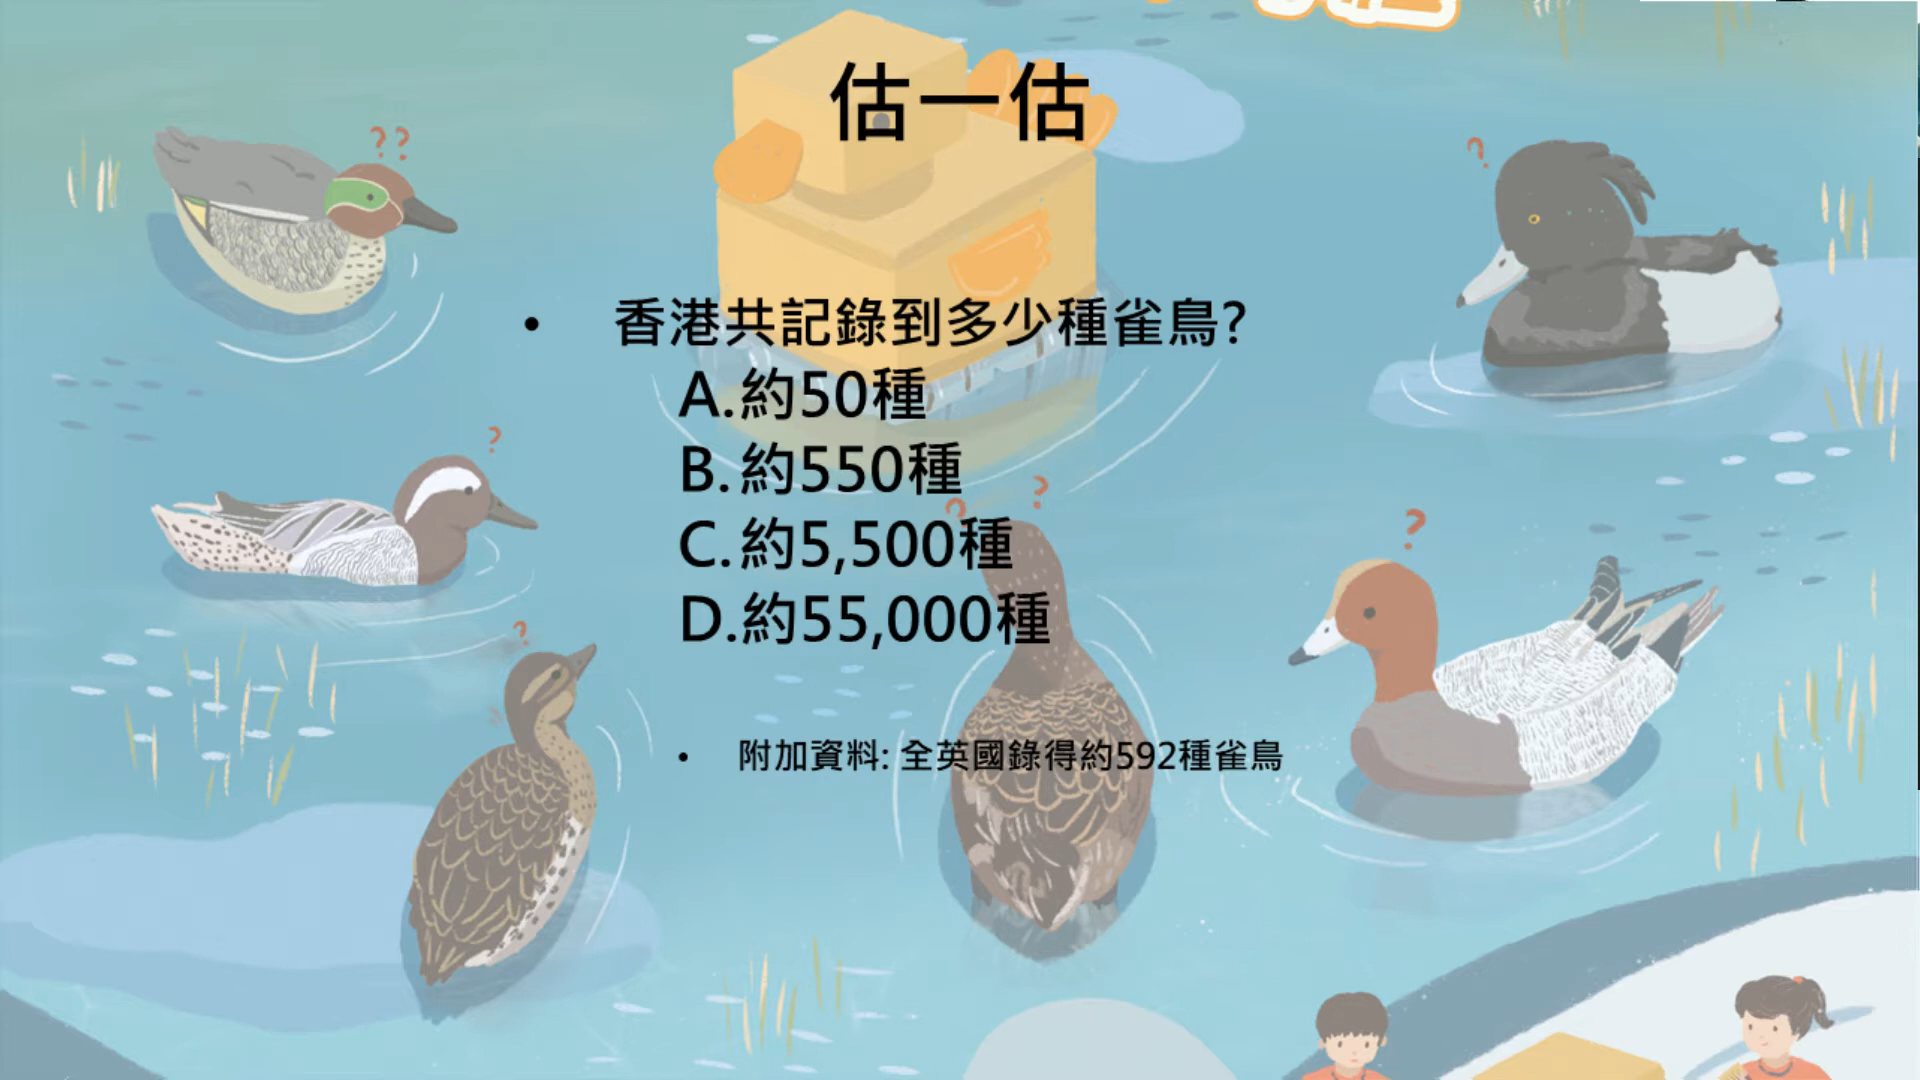 估一估
• 香港共記錄到多少種雀鳥?
A.約50種
B.約550種
C.約5,500種
D.約55,000種
• 附加資料: 全英國錄得約592種雀鳥